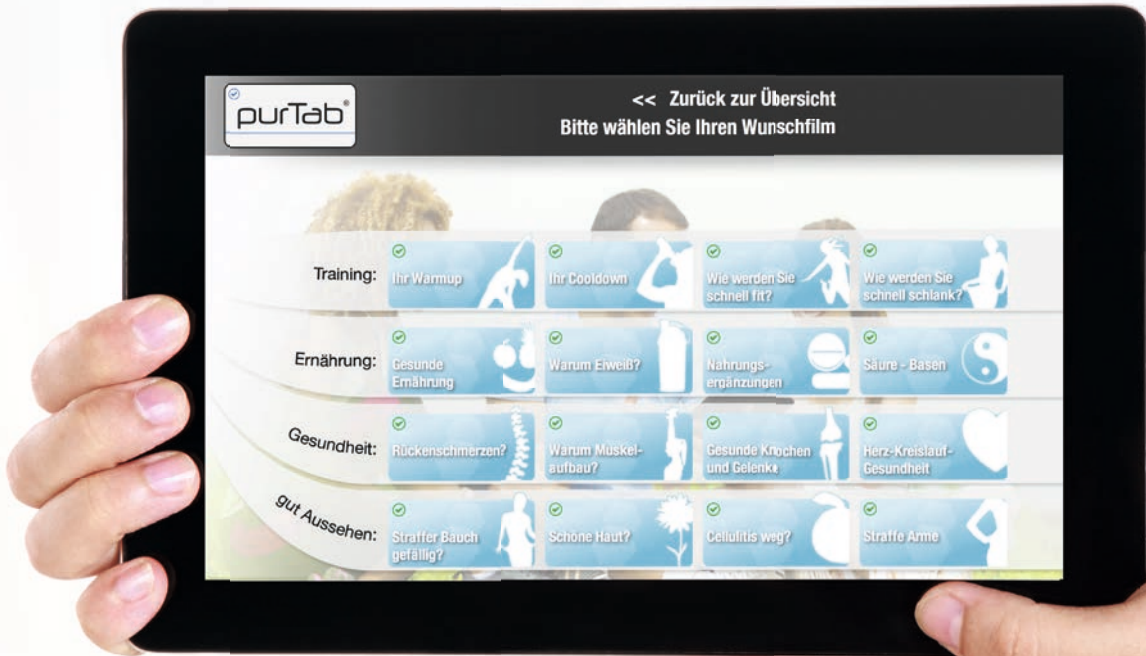 purTab®
<< Zurück zur Übersicht
Bitte wählen Sie Ihren Wunschfilm
Training:
Ihr Warmup
Ihr Cooldown
Wie werden Sie
schnell fit?
Wie werden Sie
schnell schlank?
Ernährung:
Gesunde
Ernährung
Warum Eiweiß?
Nahrungs-
ergänzungen
Säure - Basen
Gesundheit:
Rückenschmerzen?
Warum Muskel-
aufbau?
Gesunde Knochen
und Gelenke
Herz-Kreislauf-
Gesundheit
gut Aussehen:
Straffer Bauch
gefällig?
Schöne Haut?
Cellulitis weg?
Straffe Arme